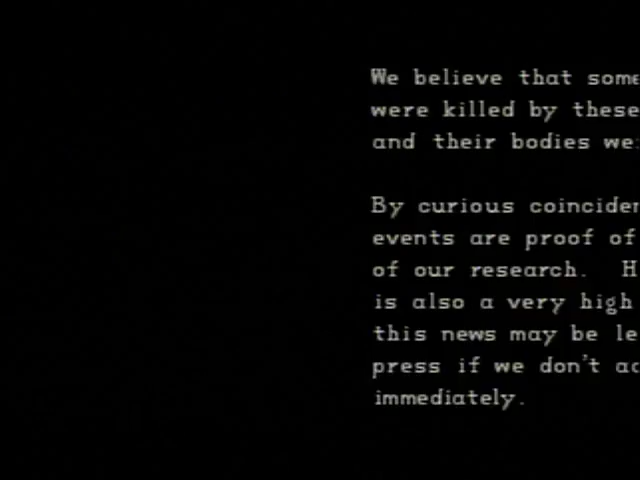 We believe that some
were killed by these
and their bodies we
By curious coinciden
events are proof of
of our research. H
is also a very high
this news may be le
press if we don't ac
immediately.